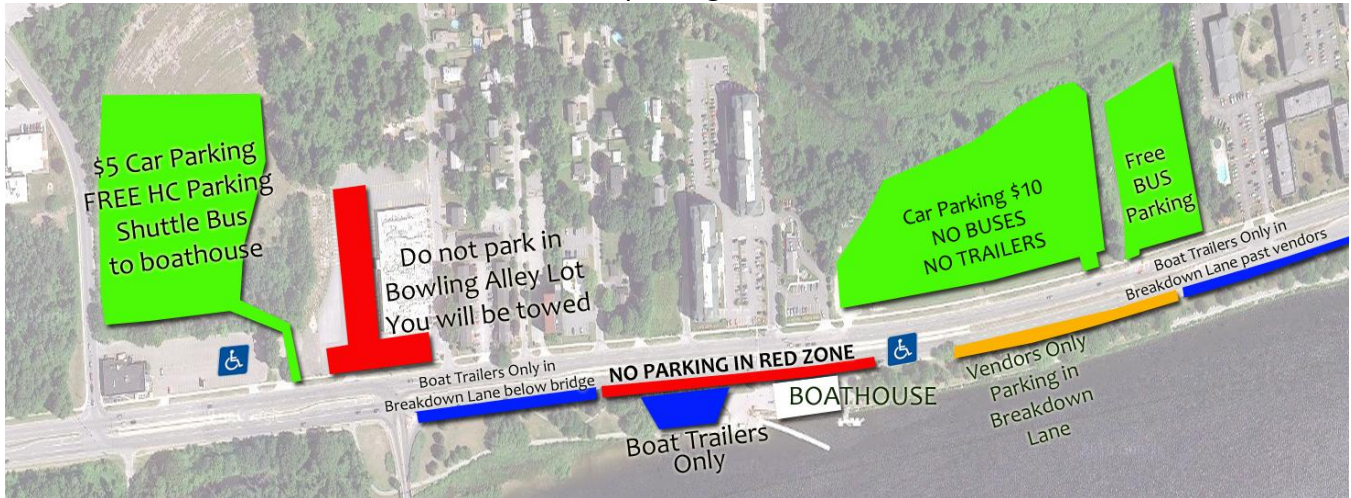 $5 Car Parking
FREE HC Parking
Shuttle Bus
to boathouse
Do not park in
Bowling Alley Lot
You will be towed
Car Parking $10
NO BUSES
NO TRAILERS
Free
BUS
Parking
Boat Trailers Only in
Breakdown Lane past vendors
Boat Trailers Only in
Breakdown Lane below bridge
NO PARKING IN RED ZONE
BOATHOUSE
Boat Trailers
Only
Vendors Only
Parking in
Breakdown
Lane